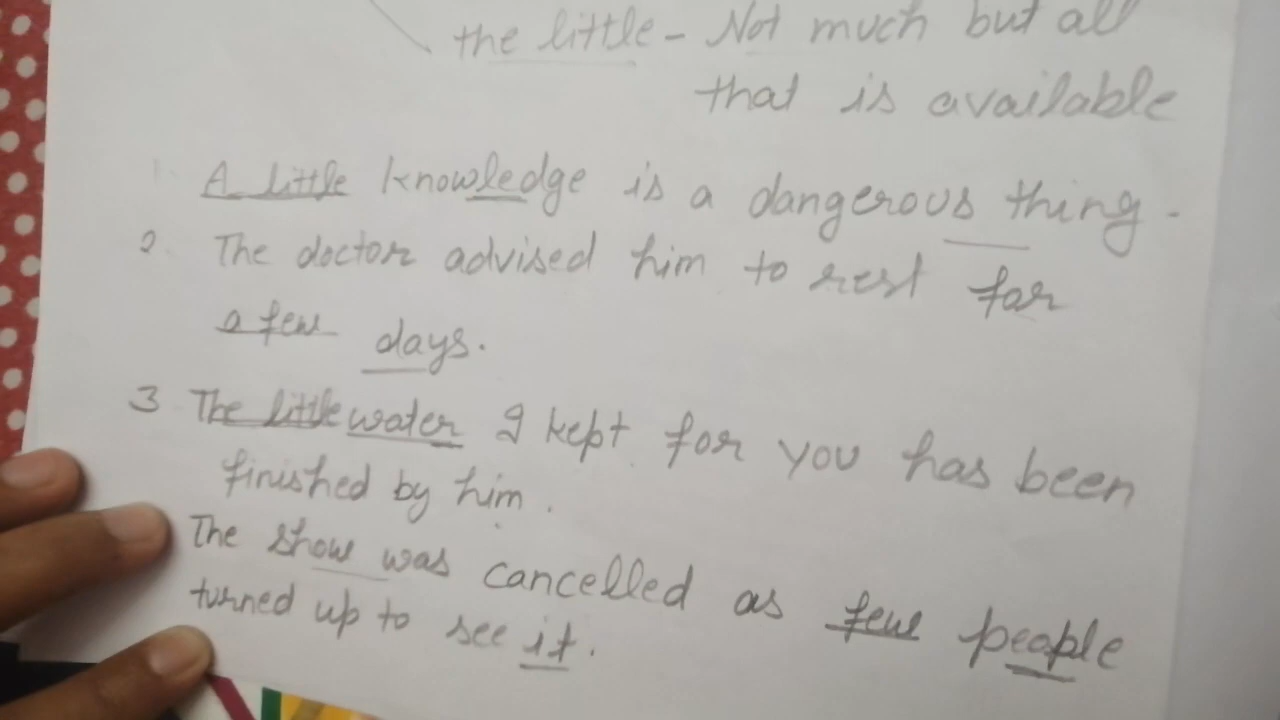 the little - Not much but all
that is available
1. A little knowledge is a dangerous thing.
2. The doctor advised him to rest for
a few days.
3 The little water I kept for you has been
finished by him.
The show was cancelled as few people
turned up to see it.